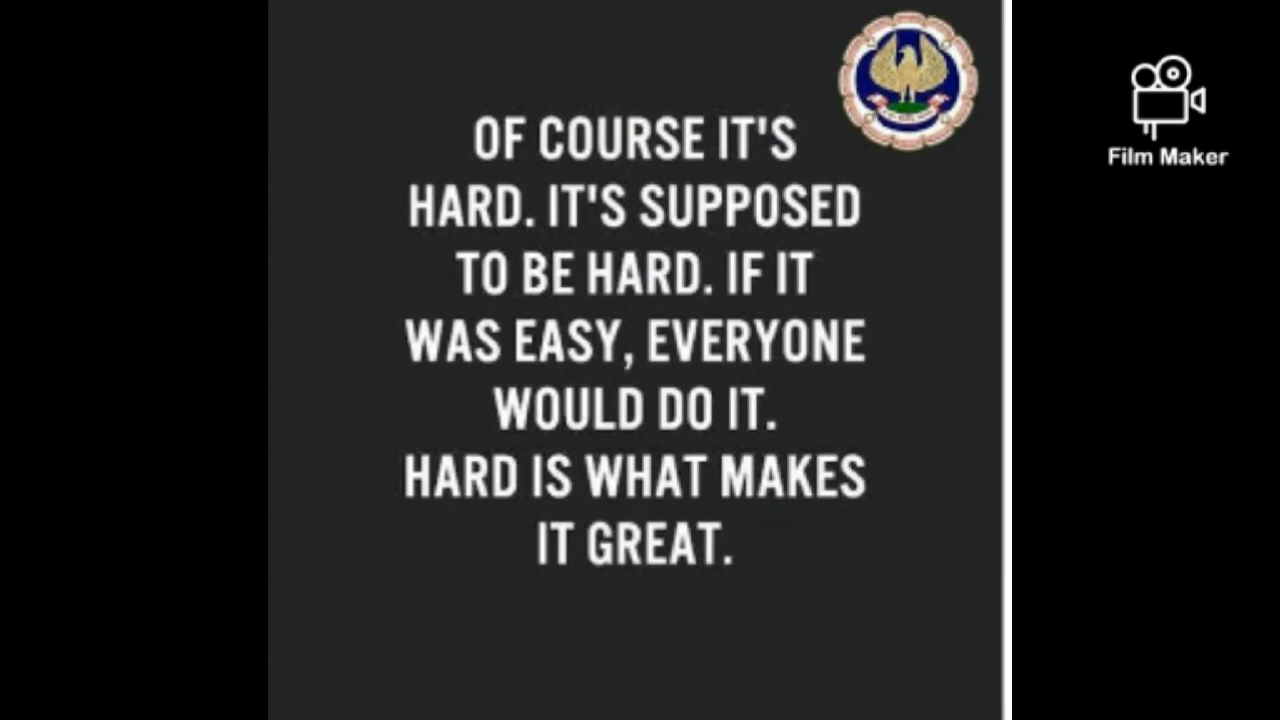 OF COURSE IT'S
HARD. IT'S SUPPOSED
TO BE HARD. IF IT
WAS EASY, EVERYONE
WOULD DO IT.
HARD IS WHAT MAKES
IT GREAT.
Film Maker